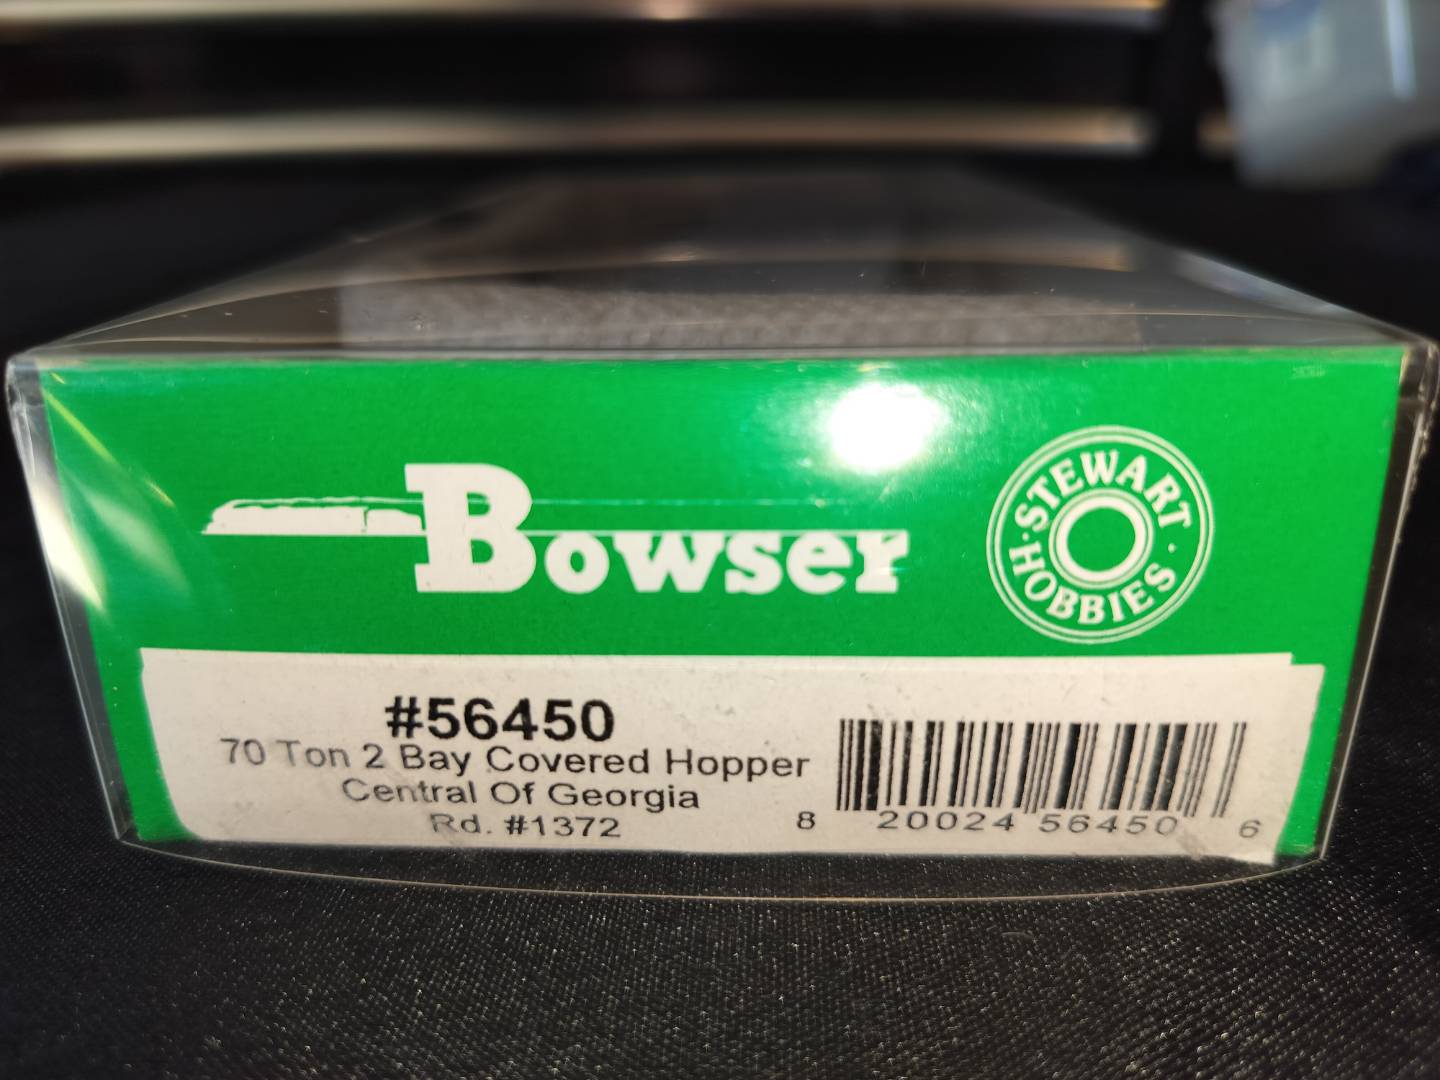 Bowser
·STEWART·
HOBBIES
#56450
70 Ton 2 Bay Covered Hopper
Central Of Georgia
Rd. #1372
8 20024 56450 6